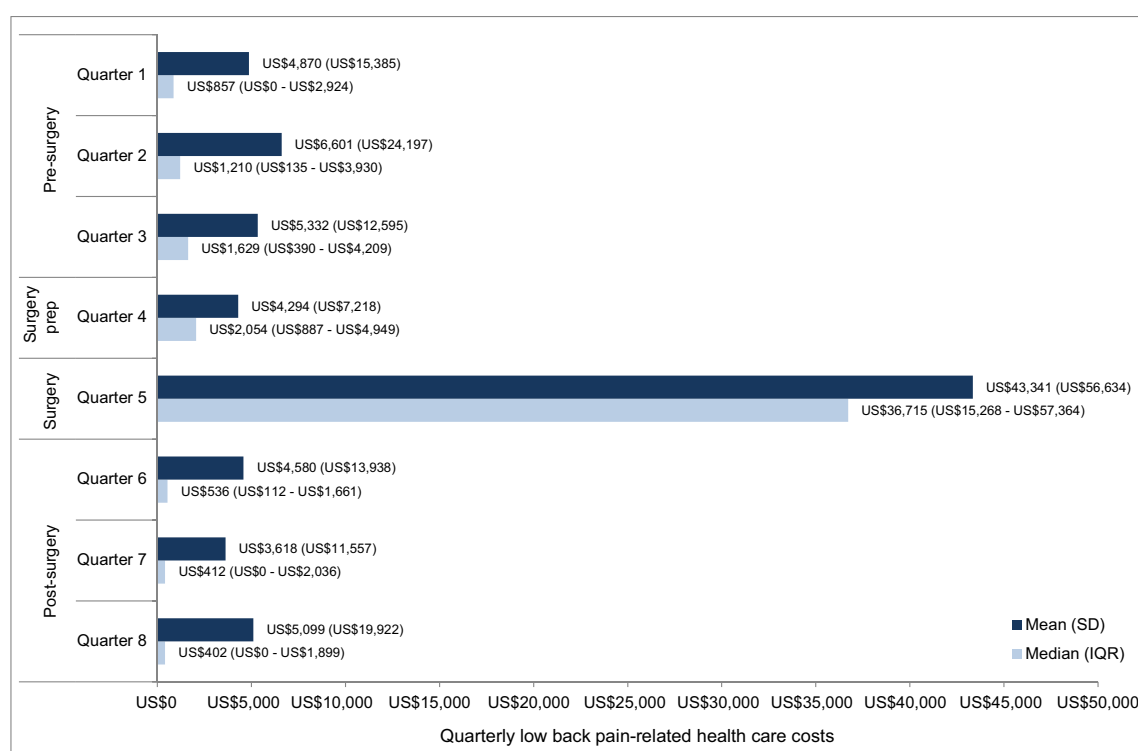 Pre-surgery
Quarter 1
US$4,870 (US$15,385)
US$857 (US$0 - US$2,924)
Quarter 2
US$6,601 (US$24,197)
US$1,210 (US$135 - US$3,930)
Quarter 3
US$5,332 (US$12,595)
US$1,629 (US$390 - US$4,209)
Surgery
prep
Quarter 4
US$4,294 (US$7,218)
US$2,054 (US$887 - US$4,949)
Surgery
Quarter 5
US$43,341 (US$56,634)
US$36,715 (US$15,268 - US$57,364)
Post-surgery
Quarter 6
US$4,580 (US$13,938)
US$536 (US$112 - US$1,661)
Quarter 7
US$3,618 (US$11,557)
US$412 (US$0 - US$2,036)
Quarter 8
US$5,099 (US$19,922)
US$402 (US$0 - US$1,899)
Mean (SD)
Median (IQR)
US$0 US$5,000 US$10,000 US$15,000 US$20,000 US$25,000 US$30,000 US$35,000 US$40,000 US$45,000 US$50,000
Quarterly low back pain-related health care costs